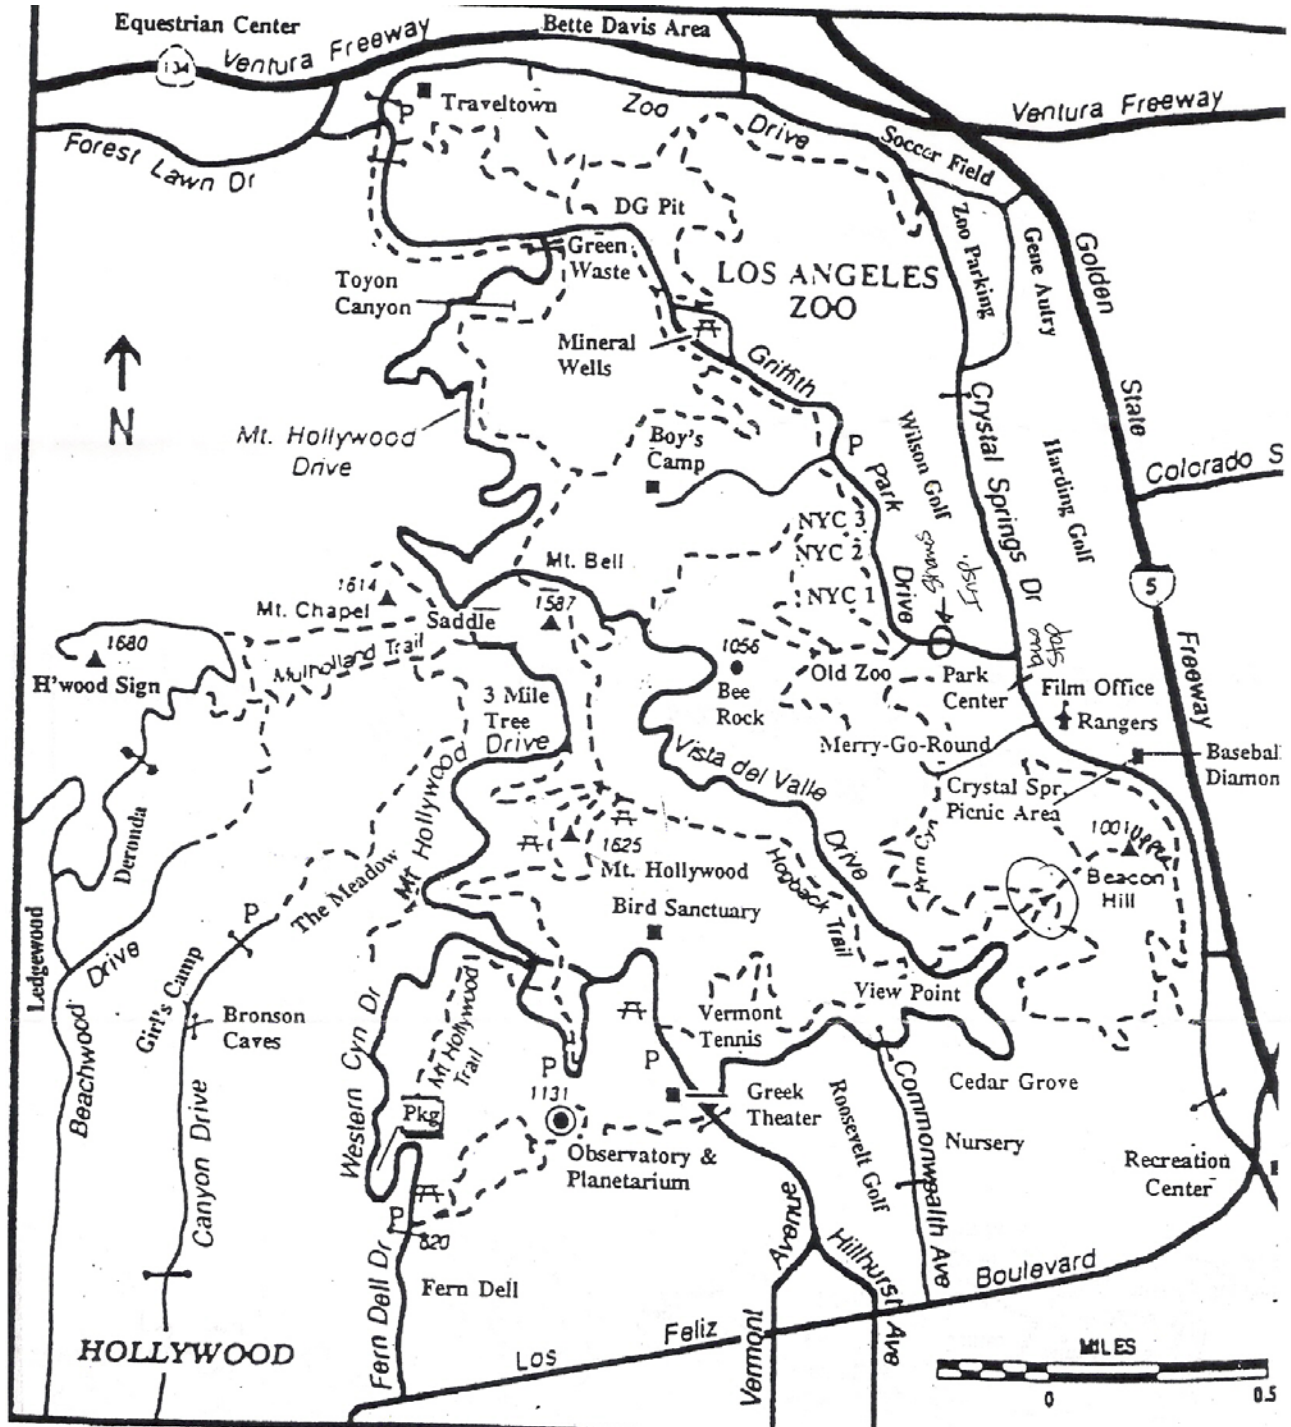 Equestrian Center
134
Ventura Freeway
Bette Davis Area
Forest Lawn Dr
P
Traveltown
Zoo Drive
Soccer Field
Ventura Freeway
DG Pit
Green
Waste
Zoo Parking
Gene Autry
Golden State Freeway
Toyon
Canyon
LOS ANGELES
ZOO
Mineral
Wells
Griffith Park Drive
N
Mt. Hollywood
Drive
Boy's
Camp
P
Wilson Golf
Crystal Springs Dr
Harding Golf
Colorado S
NYC 3
NYC 2
NYC 1
Mt. Bell
1614
Mt. Chapel
Saddle
1587
5
1680
H'wood Sign
Mulholland Trail
3 Mile
Tree
1056
Bee
Rock
Old Zoo
Park
Center
bus
stop
Film Office
Rangers
Merry-Go-Round
Basebal
Diamon
Crystal Spr.
Picnic Area
Mt Hollywood Drive
Vista del Valle Drive
Deronda
The Meadow
1625
Mt. Hollywood
Hogback Trail
Fern Cyn
1001
upper
Beacon
Hill
Bird Sanctuary
Ledgewood
Beachwood Drive
P
Girl's Camp
Bronson
Caves
Western Cyn Dr
Mt Hollywood
Trail
Vermont
Tennis
View Point
P
P
1131
Greek
Theater
Cedar Grove
Pkg
Observatory &
Planetarium
Roosevelt Golf
Commonwealth Ave
Nursery
Recreation
Center
Canyon Drive
P
820
Fern Dell Dr
Fern Dell
Vermont Avenue
Hillhurst Ave
Los Feliz Boulevard
HOLLYWOOD
MILES
0
0.5